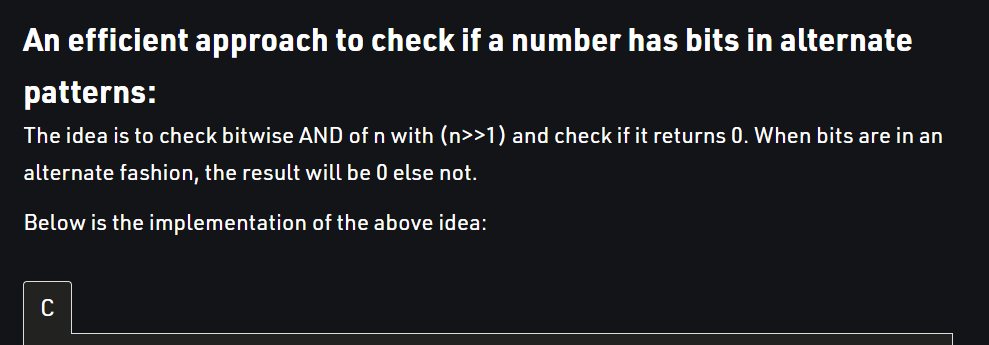 An efficient approach to check if a number has bits in alternate
patterns:
The idea is to check bitwise AND of n with (n>>1) and check if it returns 0. When bits are in an
alternate fashion, the result will be 0 else not.
Below is the implementation of the above idea:
C